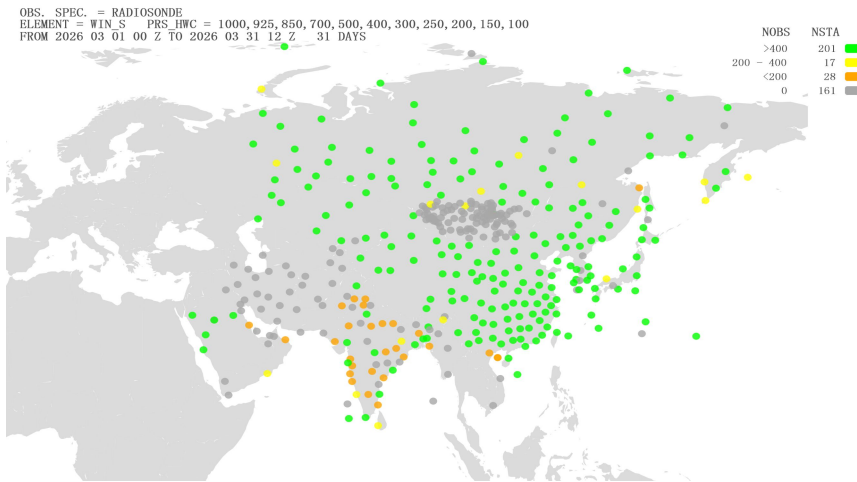 OBS. SPEC. = RADIOSONDE
ELEMENT = WIN_S PRS_HWC = 1000,925,850,700,500,400,300,250,200,150,100
FROM 2026 03 01 00 Z TO 2026 03 31 12 Z 31 DAYS
NOBS NSTA
>400 201
200 - 400 17
<200 28
0 161